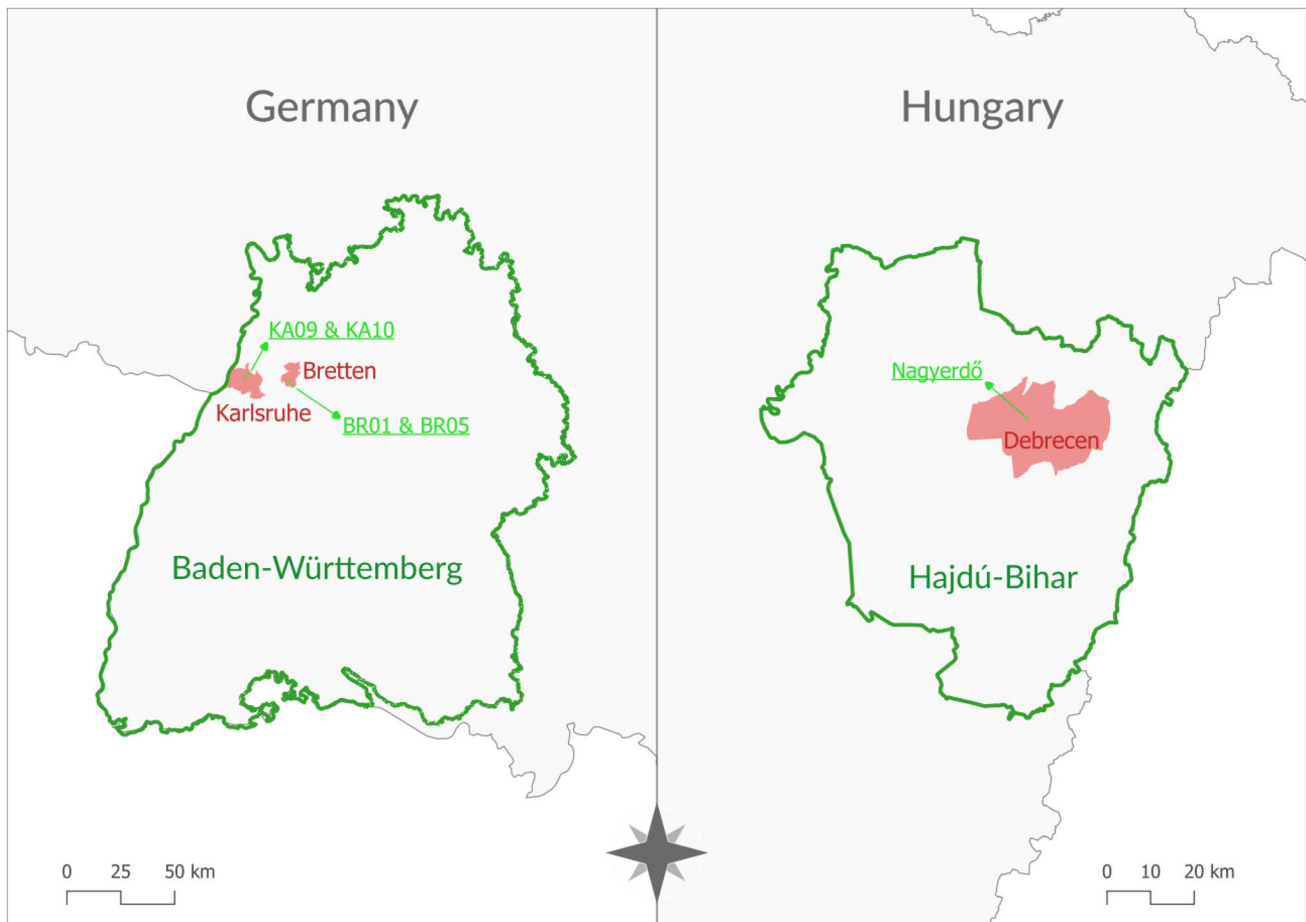 Germany
KA09 & KA10
Bretten
Karlsruhe
BR01 & BR05
Baden-Württemberg
0 25 50 km
Hungary
Nagyerdő
Debrecen
Hajdú-Bihar
0 10 20 km